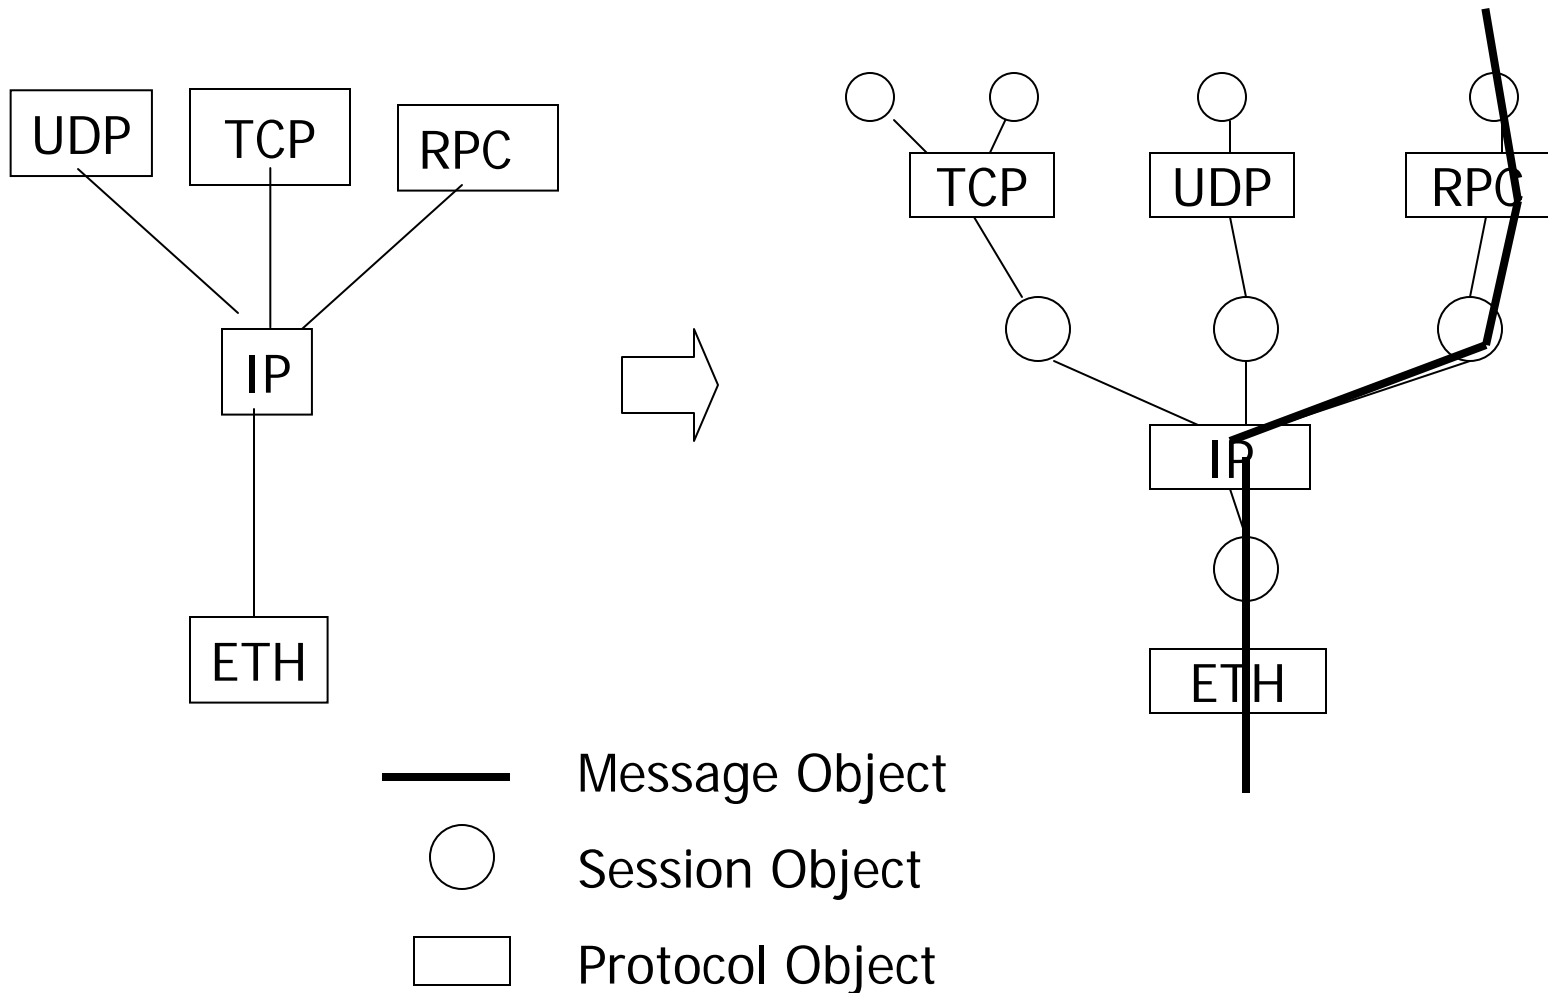 UDP
TCP
RPC
IP
ETH
TCP
UDP
RPC
IP
ETH
Message Object
Session Object
Protocol Object